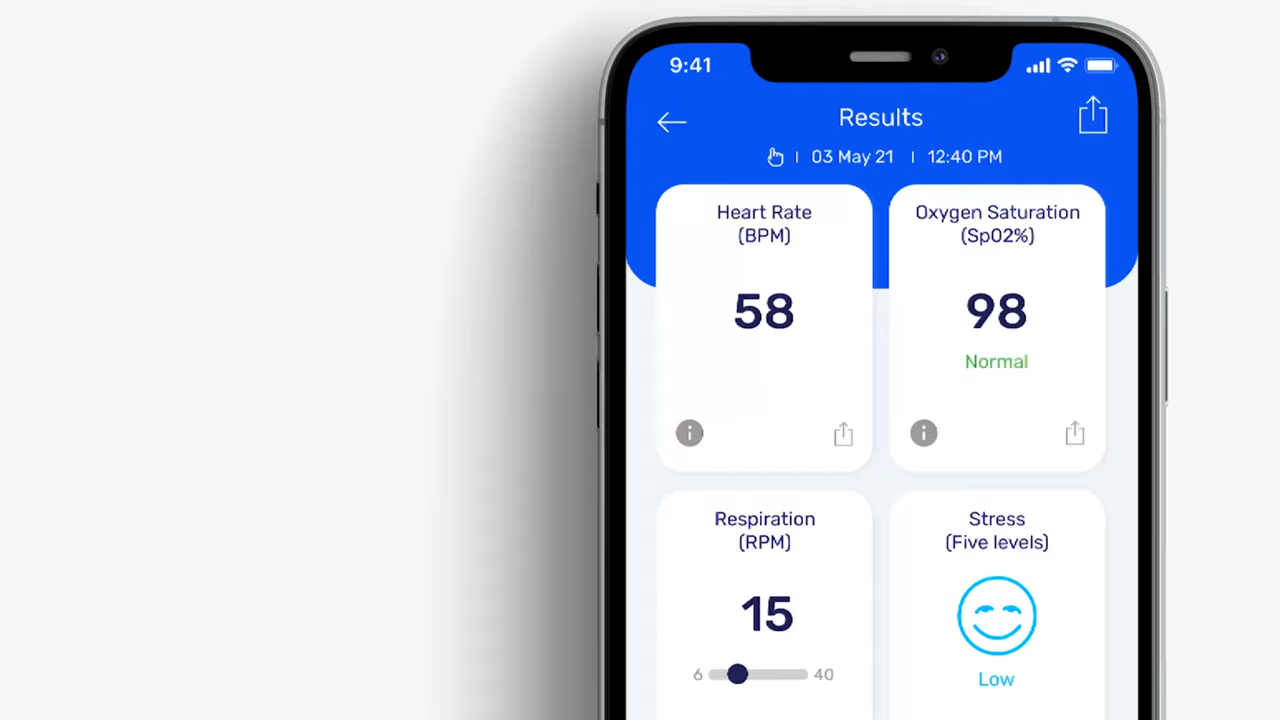 9:41
Results
03 May 21 | 12:40 PM
Heart Rate
(BPM)
58
Oxygen Saturation
(Sp02%)
98
Normal
Respiration
(RPM)
15
6 40
Stress
(Five levels)
Low